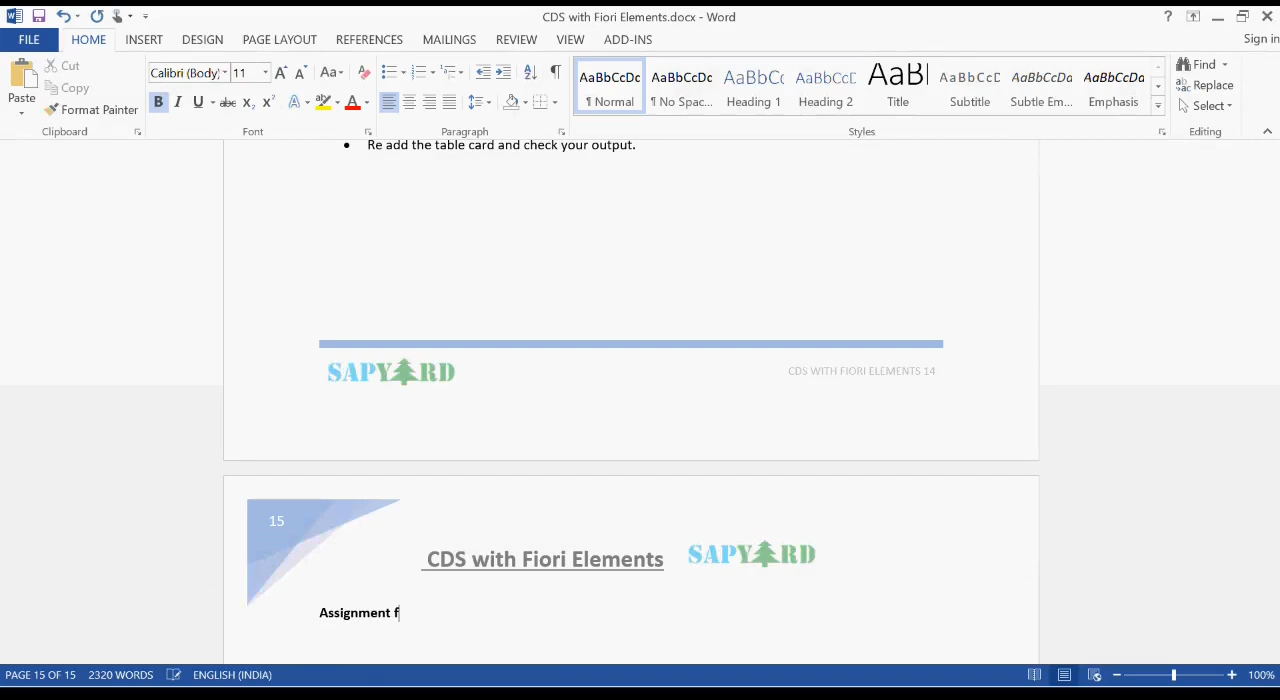 CDS with Fiori Elements.docx - Word
?
Sign in
FILE HOME INSERT DESIGN PAGE LAYOUT REFERENCES MAILINGS REVIEW VIEW ADD-INS
Paste
Cut
Copy
Format Painter
Clipboard
Calibri (Body) 11
Font
Paragraph
AaBbCcDc AaBbCcDc AaBbCc AaBbCcD AaBl AaBbCcD AaBbCcDa AaBbCcDa
¶ Normal ¶ No Spac... Heading 1 Heading 2 Title Subtitle Subtle Em... Emphasis
Styles
Find
Replace
Select
Editing
• Re add the table card and check your output.
SAPYARD
CDS WITH FIORI ELEMENTS 14
15
CDS with Fiori Elements SAPYARD
Assignment f
PAGE 15 OF 15 2320 WORDS ENGLISH (INDIA) 100%